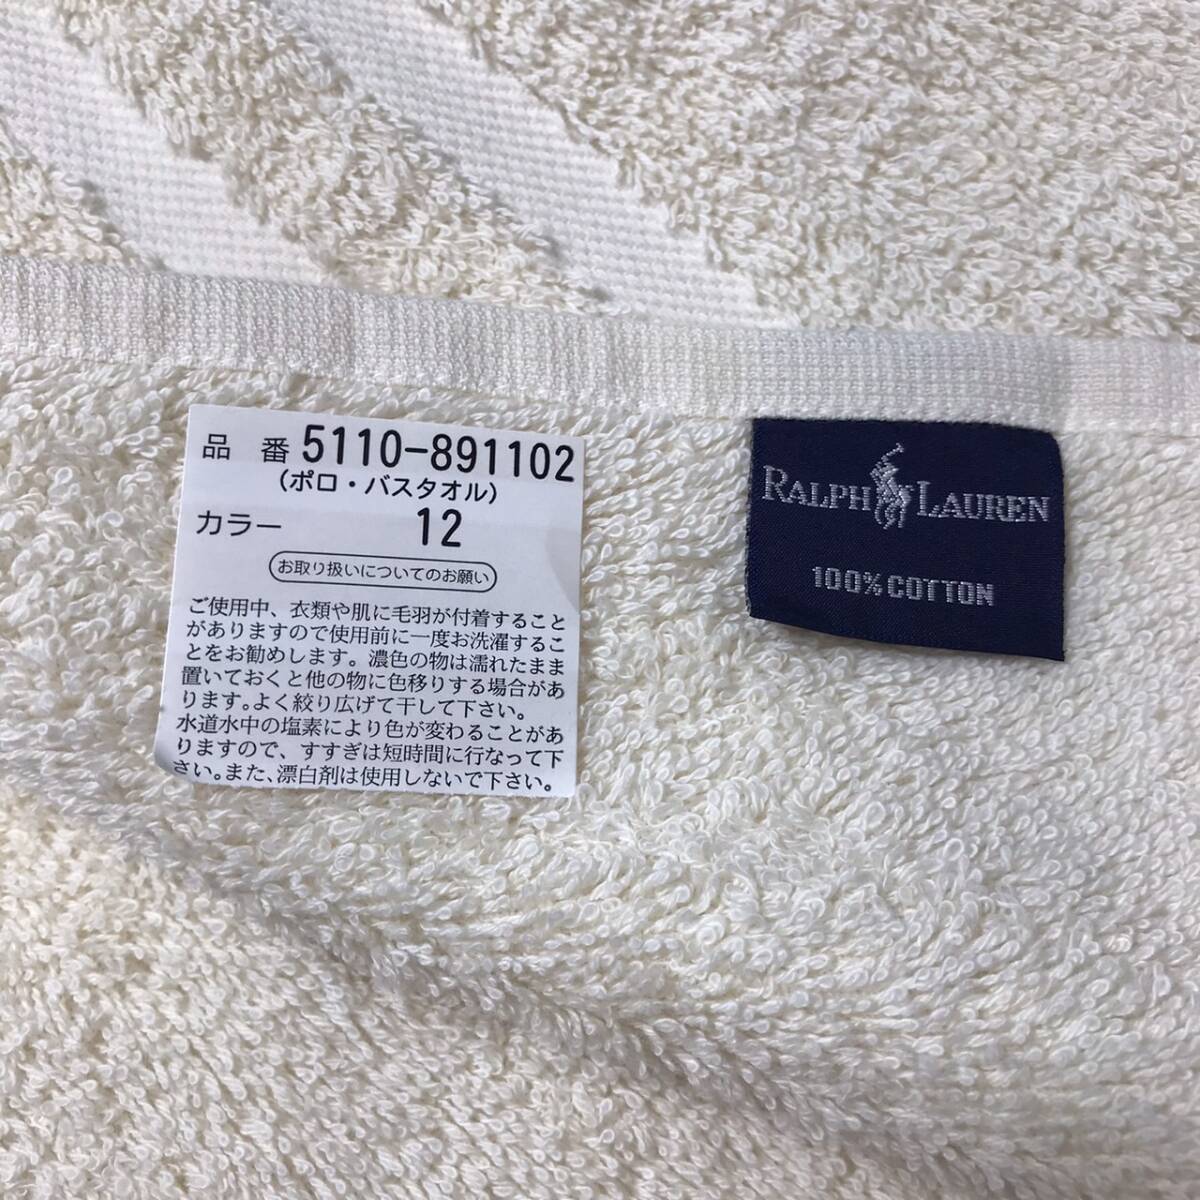 品 番 5110-891102
(ポロ・バスタオル)
カラー 12
お取り扱いについてのお願い
ご使用中、衣類や肌に毛羽が付着すること
がありますので使用前に一度お洗濯するこ
とをお勧めします。濃色の物は濡れたまま
置いておくと他の物に色移りする場合があ
ります。よく絞り広げて干して下さい。
水道水中の塩素により色が変わることがあ
りますので、すすぎは短時間に行なって下
さい。また、漂白剤は使用しないで下さい。
RALPH LAUREN
100% COTTON